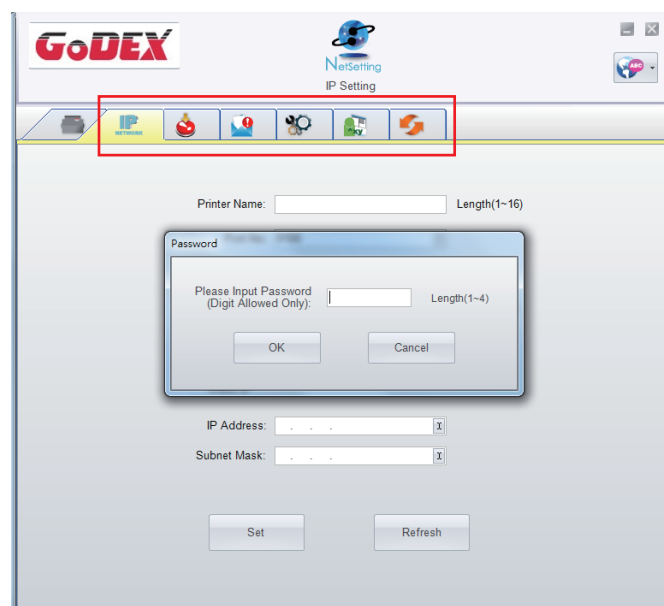 GoDEX
NetSetting
IP Setting
ABC
IP
NETWORK
Printer Name:
Length(1~16)
Password
Please Input Password
(Digit Allowed Only):
Length(1~4)
OK
Cancel
IP Address: . . .
Subnet Mask: . . .
Set
Refresh